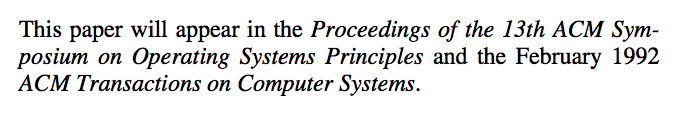 This paper will appear in the Proceedings of the 13th ACM Sym-
posium on Operating Systems Principles and the February 1992
ACM Transactions on Computer Systems.